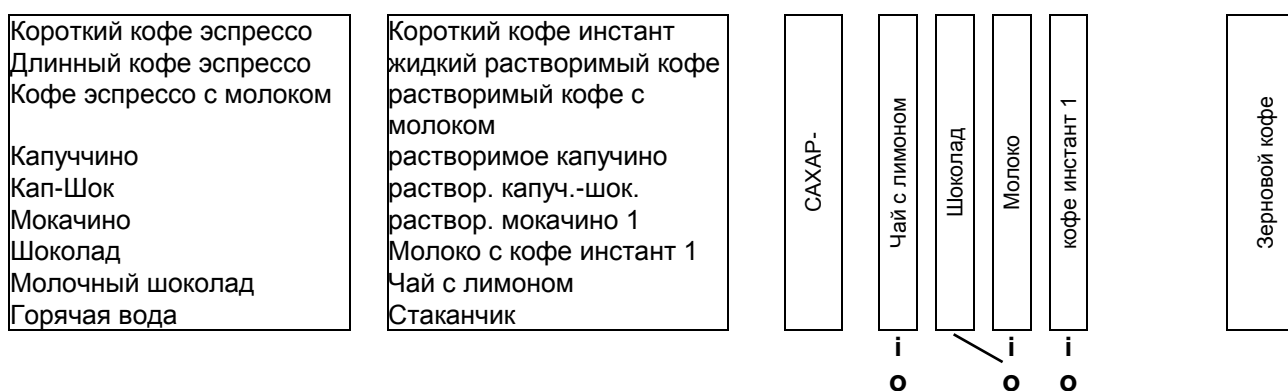 Короткий кофе эспрессо
Длинный кофе эспрессо
Кофе эспрессо с молоком
Капуччино
Кап-Шок
Мокачино
Шоколад
Молочный шоколад
Горячая вода
Короткий кофе инстант
жидкий растворимый кофе
растворимый кофе с
молоком
растворимое капучино
раствор. капуч.-шок.
раствор. мокачино 1
Молоко с кофе инстант 1
Чай с лимоном
Стаканчик
САХАР-
Чай с лимоном
Шоколад
Молоко
кофе инстант 1
Зерновой кофе
i i i
o o o